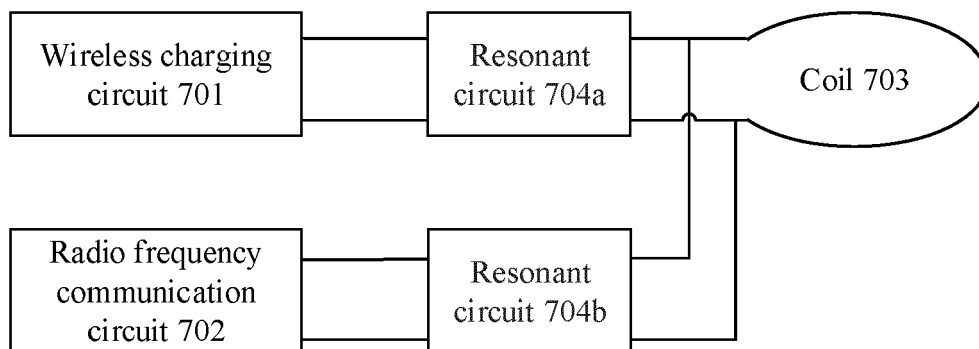 Wireless charging
circuit 701
Resonant
circuit 704a
Coil 703
Radio frequency
communication
circuit 702
Resonant
circuit 704b